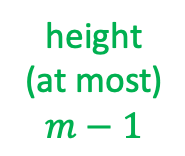 height
(at most)
𝑚 − 1